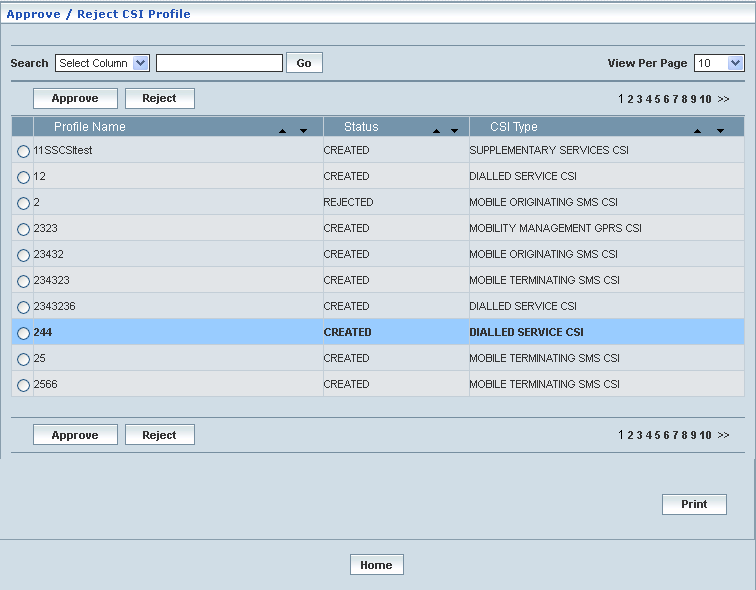 Approve / Reject CSI Profile
Search Select Column Go View Per Page 10
Approve Reject 1 2 3 4 5 6 7 8 9 10 >>
Profile Name Status CSI Type
11SSCSItest CREATED SUPPLEMENTARY SERVICES CSI
12 CREATED DIALLED SERVICE CSI
2 REJECTED MOBILE ORIGINATING SMS CSI
2323 CREATED MOBILITY MANAGEMENT GPRS CSI
23432 CREATED MOBILE ORIGINATING SMS CSI
234323 CREATED MOBILE TERMINATING SMS CSI
2343236 CREATED DIALLED SERVICE CSI
244 CREATED DIALLED SERVICE CSI
25 CREATED MOBILE TERMINATING SMS CSI
2566 CREATED MOBILE TERMINATING SMS CSI
Approve Reject 1 2 3 4 5 6 7 8 9 10 >>
Print
Home